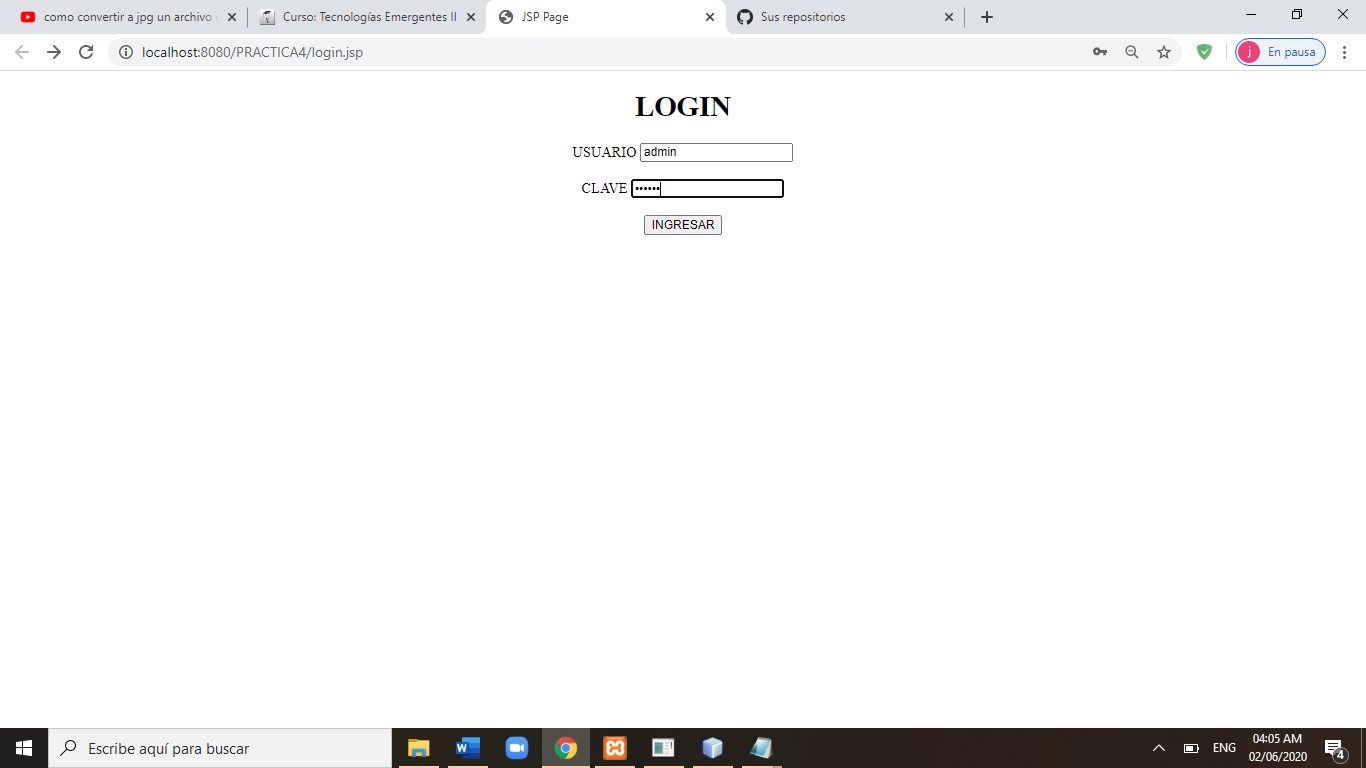 como convertir a jpg un archivo
Curso: Tecnologías Emergentes II
JSP Page
Sus repositorios
localhost:8080/PRACTICA4/login.jsp
j
En pausa
LOGIN
USUARIO admin
CLAVE ••••••
INGRESAR
Escribe aquí para buscar
ENG
04:05 AM
02/06/2020
4